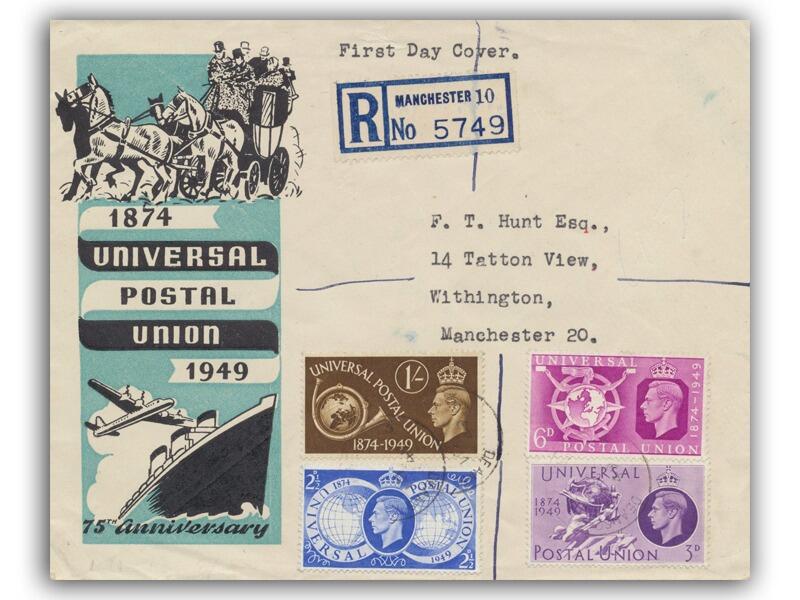 First Day Cover.
R MANCHESTER 10
No 5749
1874
UNIVERSAL
POSTAL
UNION
1949
75TH Anniversary
F. T. Hunt Esq.,
14 Tatton View,
Withington,
Manchester 20.
UNIVERSAL POSTAL UNION
1/-
1874-1949
UNIVERSAL
6D
POSTAL UNION
1874-1949
2½D 1874 POSTAL UNION
UNIVERSAL 1949 2½D
UNIVERSAL
1874
1949
POSTAL UNION 3D